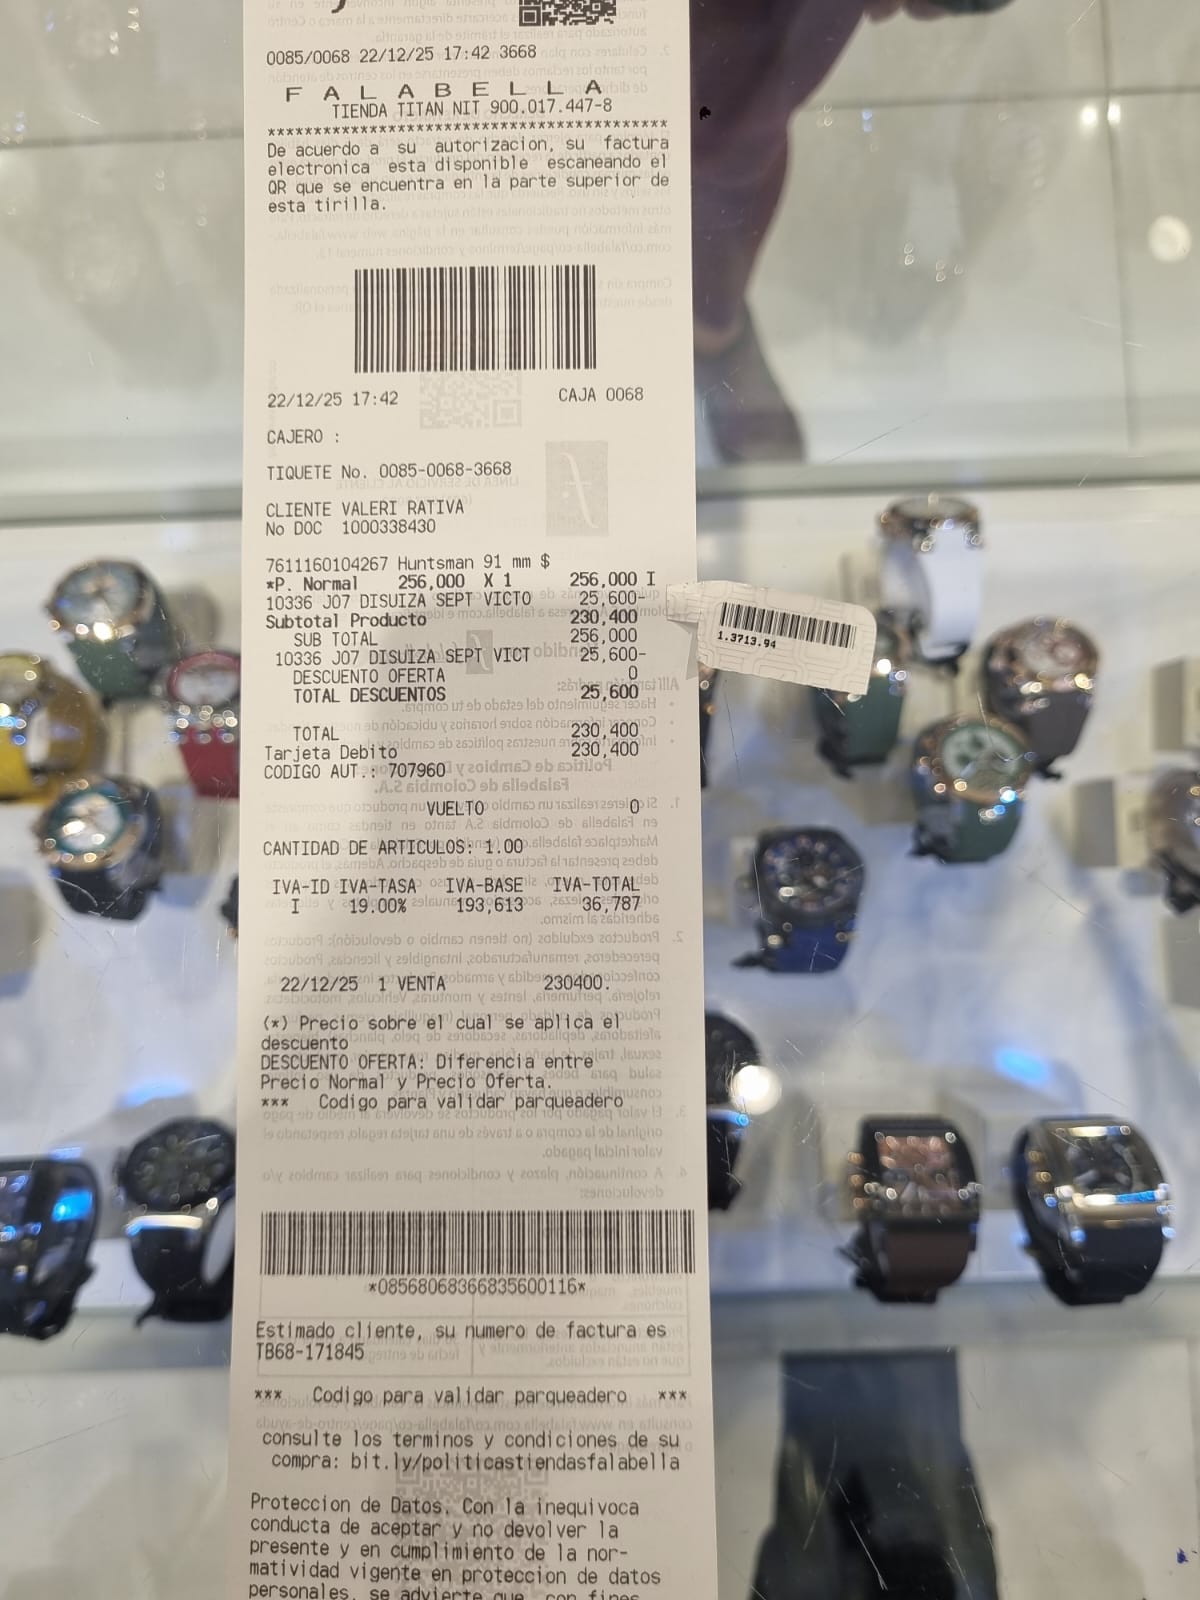 0085/0068 22/12/25 17:42 3668
F A L A B E L L A
TIENDA TITAN NIT 900.017.447-8
*******************************************
De acuerdo a su autorizacion, su factura
electronica esta disponible escaneando el
QR que se encuentra en la parte superior de
esta tirilla.
22/12/25 17:42 CAJA 0068
CAJERO :
TIQUETE No. 0085-0068-3668
CLIENTE VALERI RATIVA
No DOC 1000338430
7611160104267 Huntsman 91 mm $
*P. Normal 256,000 X 1 256,000 I
10336 J07 DISUIZA SEPT VICTO 25,600-
Subtotal Producto 230,400
SUB TOTAL 256,000
10336 J07 DISUIZA SEPT VICT 25,600-
DESCUENTO OFERTA 0
TOTAL DESCUENTOS 25,600
TOTAL 230,400
Tarjeta Debito 230,400
CODIGO AUT.: 707960
VUELTO 0
CANTIDAD DE ARTICULOS: 1.00
IVA-ID IVA-TASA IVA-BASE IVA-TOTAL
I 19.00% 193,613 36,787
22/12/25 1 VENTA 230400.
(*) Precio sobre el cual se aplica el
descuento
DESCUENTO OFERTA: Diferencia entre
Precio Normal y Precio Oferta.
*** Codigo para validar parqueadero
*08568068366835600116*
Estimado cliente, su numero de factura es
TB68-171845
*** Codigo para validar parqueadero ***
consulte los terminos y condiciones de su
compra: bit.ly/politicastiendasfalabella
Proteccion de Datos. Con la inequivoca
conducta de aceptar y no devolver la
presente y en cumplimiento de la nor-
matividad vigente en proteccion de datos
personales, se advierte que, con fines
1.3713.94